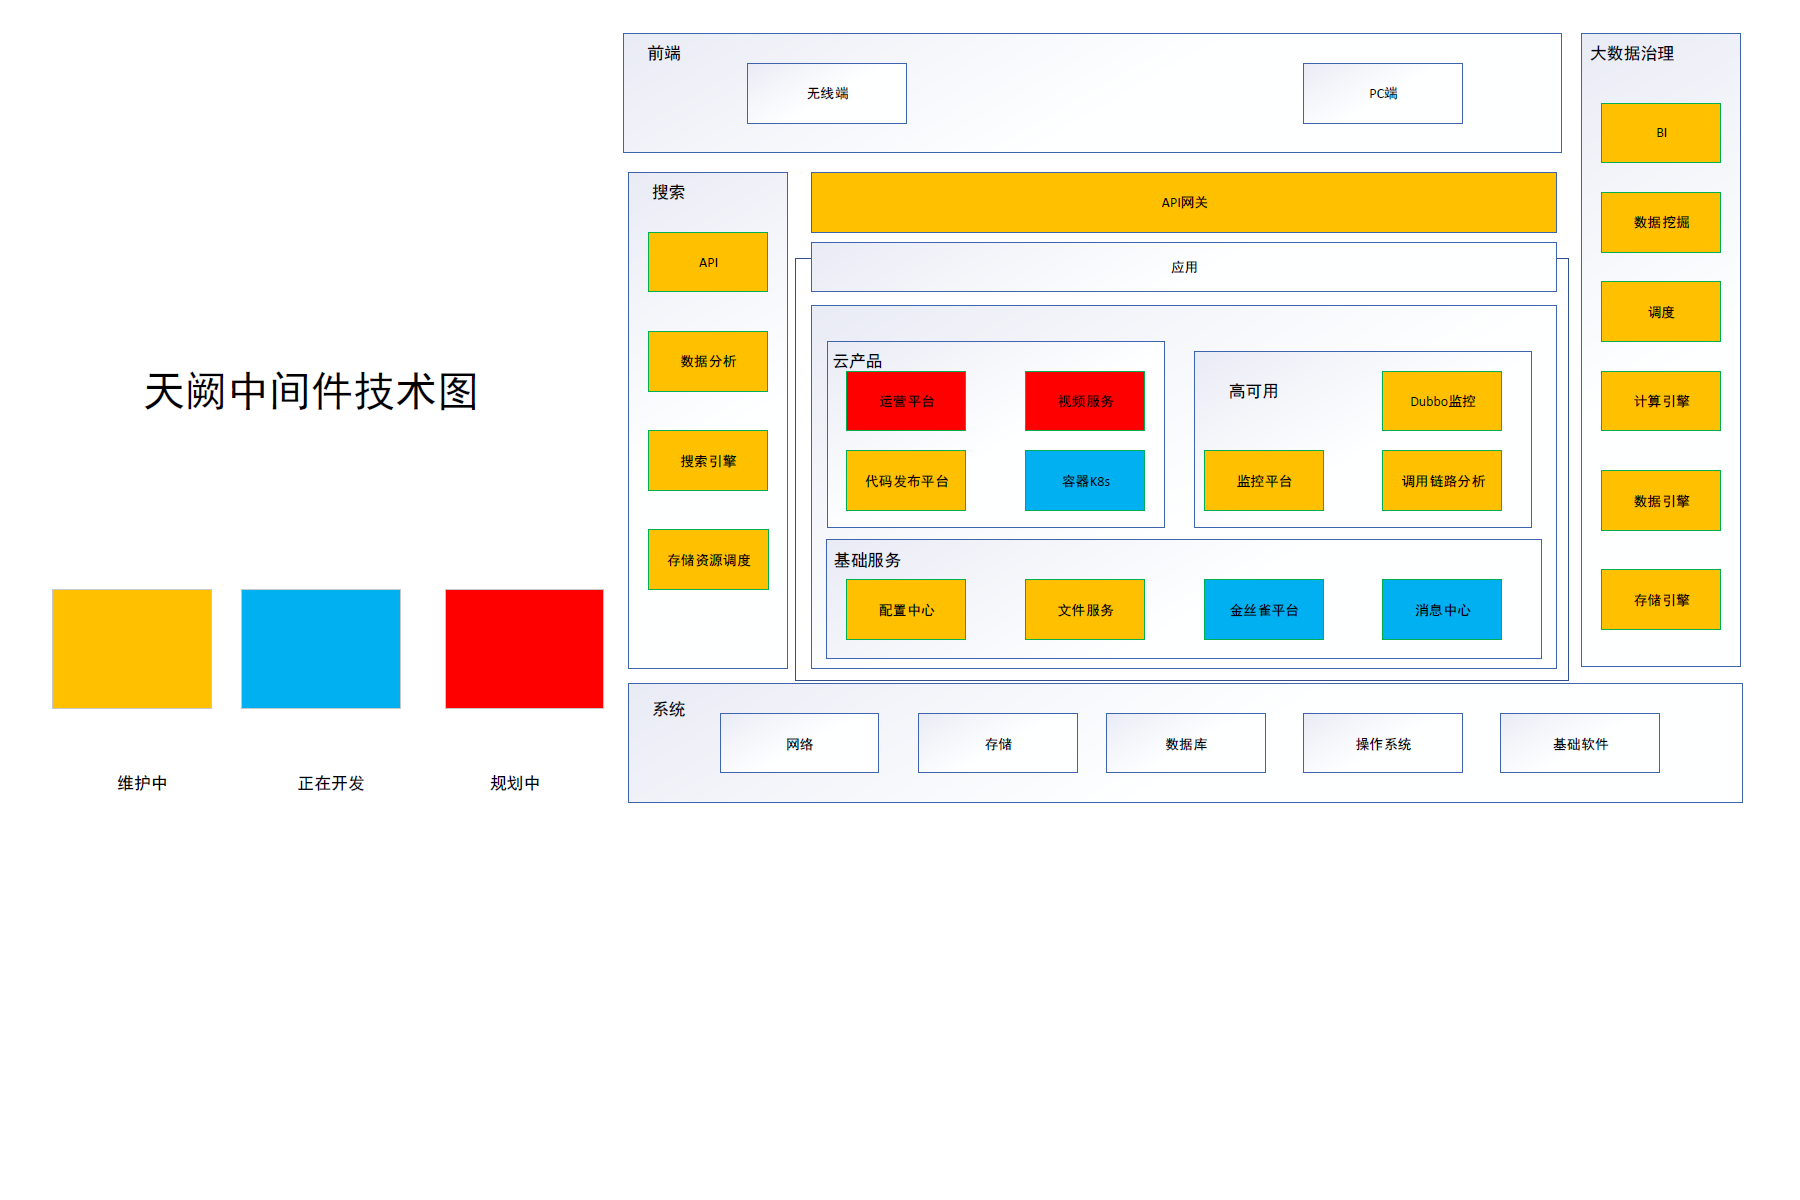 天阙中间件技术图
维护中
正在开发
规划中
前端
无线端
PC端
搜索
API
数据分析
搜索引擎
存储资源调度
API网关
应用
云产品
运营平台
视频服务
代码发布平台
容器K8s
高可用
Dubbo监控
监控平台
调用链路分析
基础服务
配置中心
文件服务
金丝雀平台
消息中心
大数据治理
BI
数据挖掘
调度
计算引擎
数据引擎
存储引擎
系统
网络
存储
数据库
操作系统
基础软件